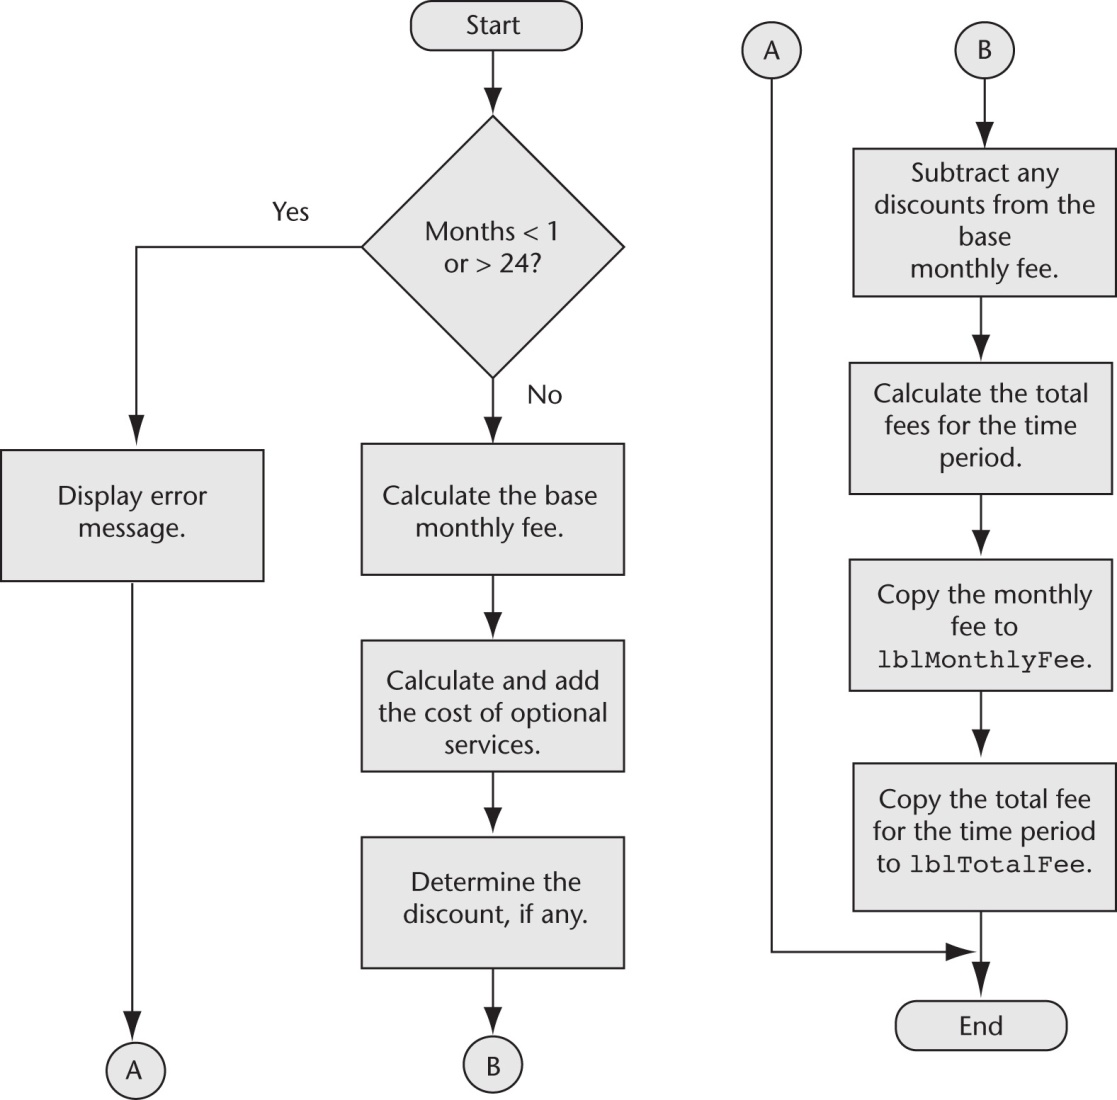 Start
Months < 1
or > 24?
Yes
No
Display error
message.
A
Calculate the base
monthly fee.
Calculate and add
the cost of optional
services.
Determine the
discount, if any.
B
A
B
Subtract any
discounts from the
base
monthly fee.
Calculate the total
fees for the time
period.
Copy the monthly
fee to
lblMonthlyFee.
Copy the total fee
for the time period
to lblTotalFee.
End